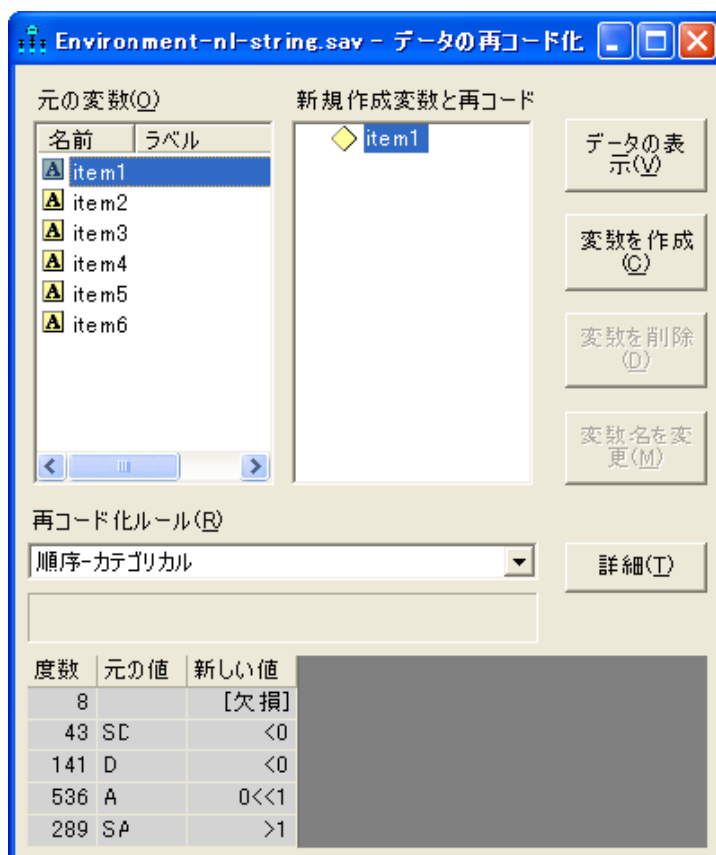 Environment-nl-string.sav - データの再コード化
元の変数(O)
新規作成変数と再コード
名前 ラベル
item1
item2
item3
item4
item5
item6
item1
データの表
示(V)
変数を作成
(C)
変数を削除
(D)
変数名を変
更(M)
再コード化ルール(R)
順序-カテゴリカル
詳細(T)
度数 元の値 新しい値
8 [欠損]
43 SD <0
141 D <0
536 A 0<<1
289 SA >1